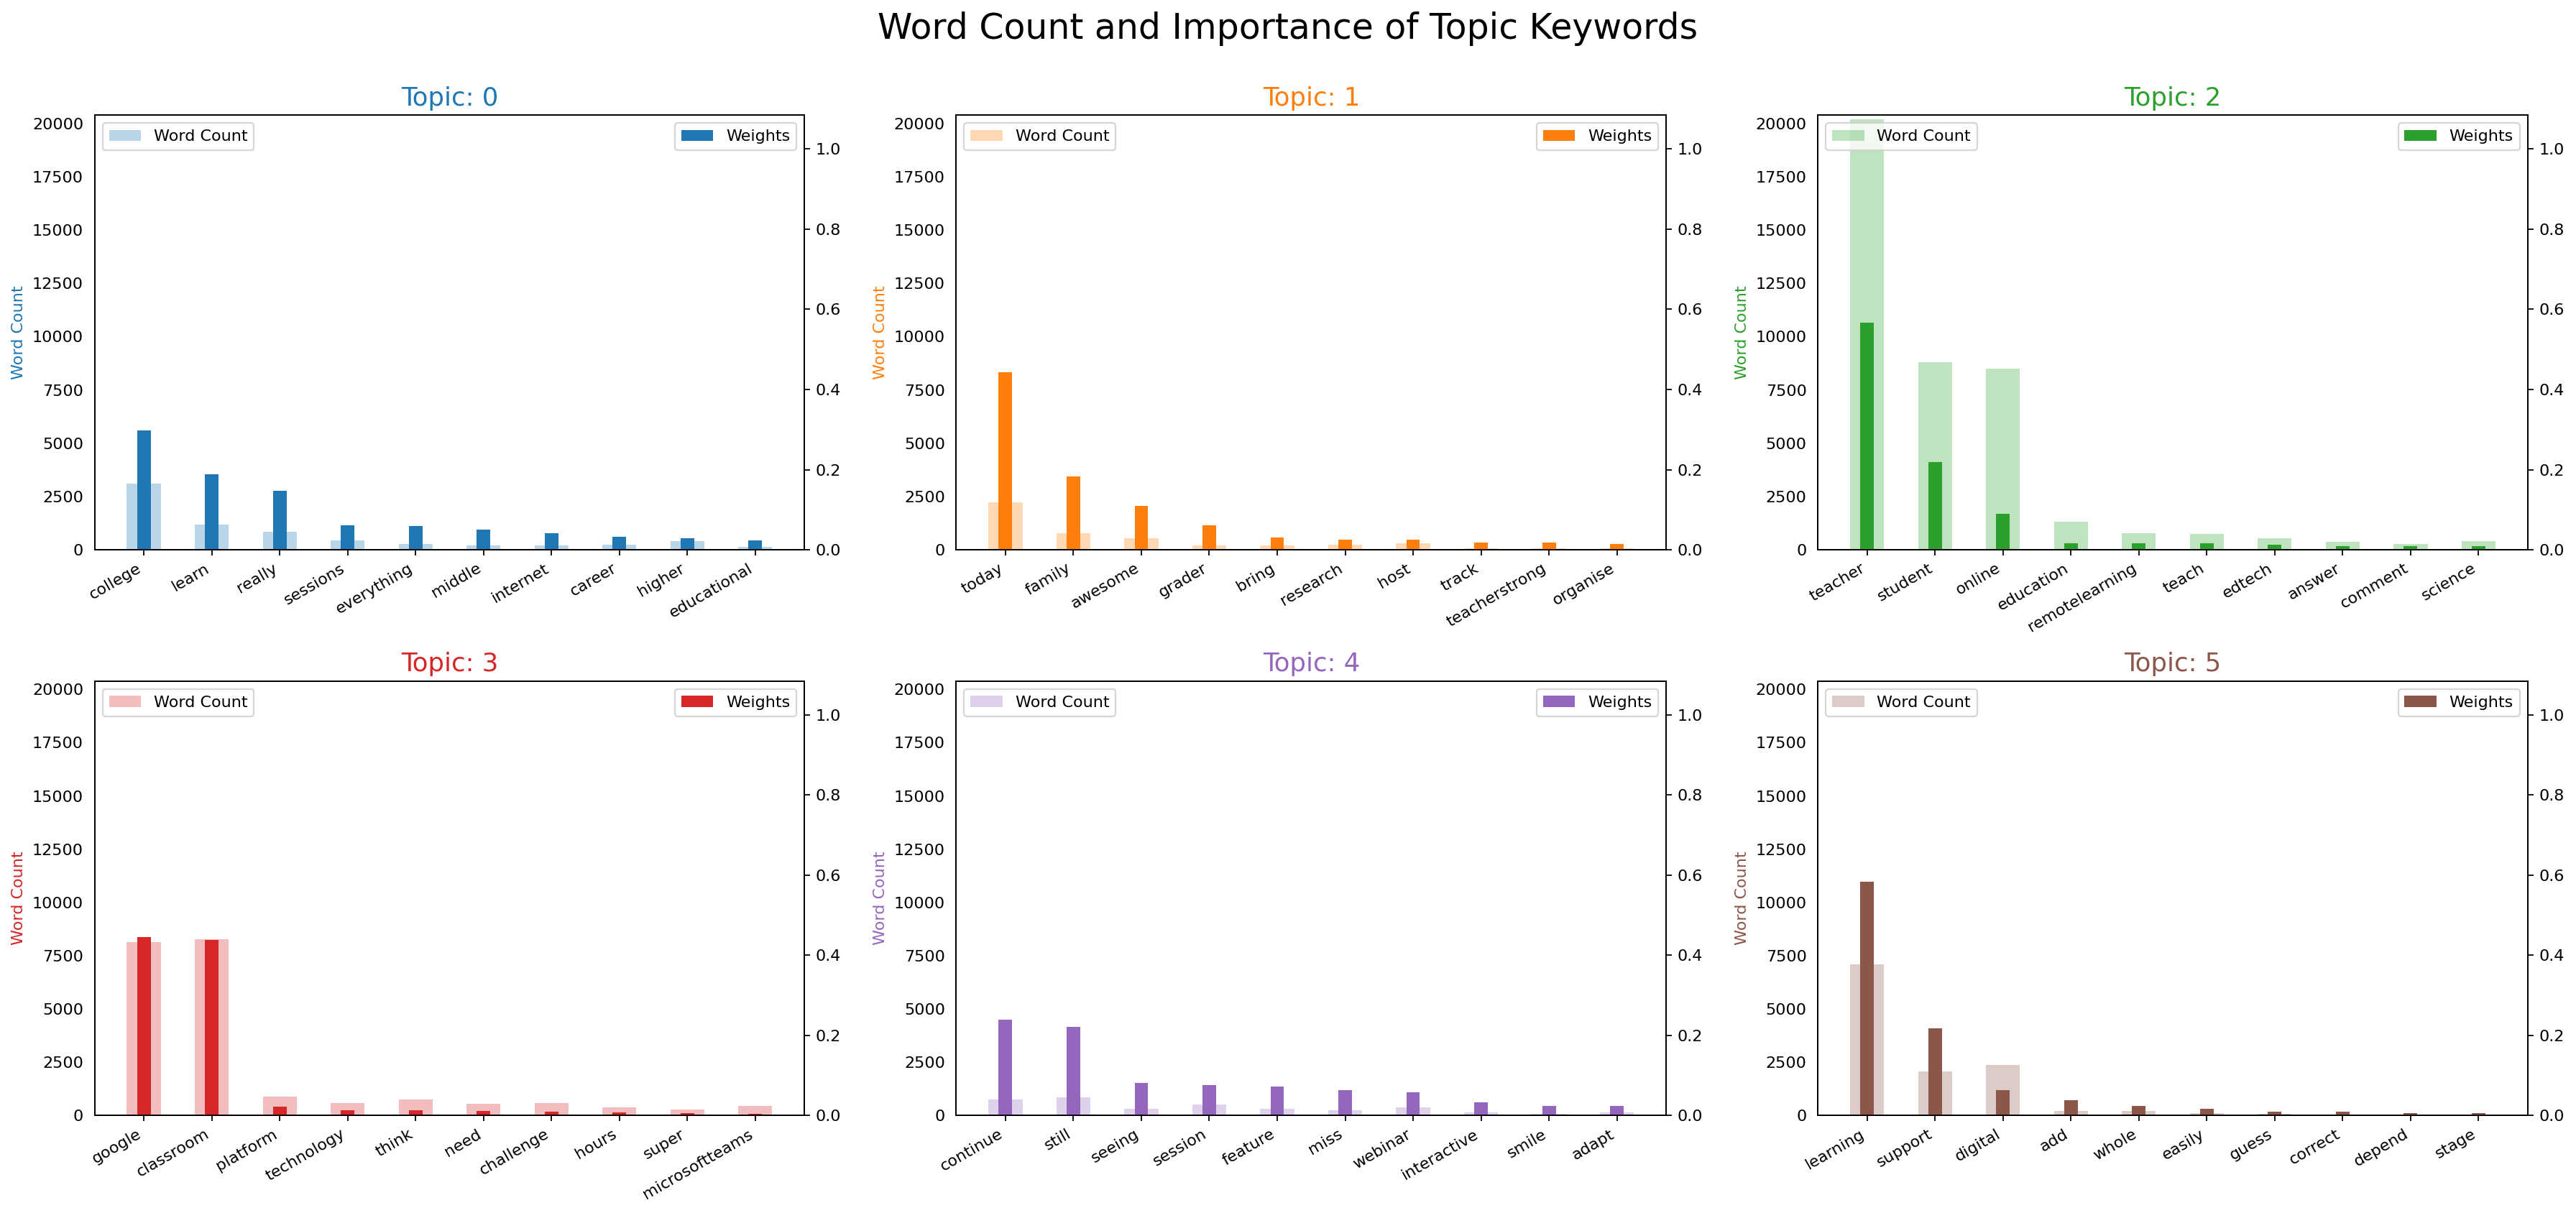 Word Count and Importance of Topic Keywords
Topic: 0
Word Count
Weights
20000
17500
15000
12500
10000
7500
5000
2500
0
1.0
0.8
0.6
0.4
0.2
0.0
Word Count
college
learn
really
sessions
everything
middle
internet
career
higher
educational
Topic: 1
Word Count
Weights
20000
17500
15000
12500
10000
7500
5000
2500
0
1.0
0.8
0.6
0.4
0.2
0.0
Word Count
today
family
awesome
grader
bring
research
host
track
teacherstrong
organise
Topic: 2
Word Count
Weights
20000
17500
15000
12500
10000
7500
5000
2500
0
1.0
0.8
0.6
0.4
0.2
0.0
Word Count
teacher
student
online
education
remotelearning
teach
edtech
answer
comment
science
Topic: 3
Word Count
Weights
20000
17500
15000
12500
10000
7500
5000
2500
0
1.0
0.8
0.6
0.4
0.2
0.0
Word Count
google
classroom
platform
technology
think
need
challenge
hours
super
microsoftteams
Topic: 4
Word Count
Weights
20000
17500
15000
12500
10000
7500
5000
2500
0
1.0
0.8
0.6
0.4
0.2
0.0
Word Count
continue
still
seeing
session
feature
miss
webinar
interactive
smile
adapt
Topic: 5
Word Count
Weights
20000
17500
15000
12500
10000
7500
5000
2500
0
1.0
0.8
0.6
0.4
0.2
0.0
Word Count
learning
support
digital
add
whole
easily
guess
correct
depend
stage